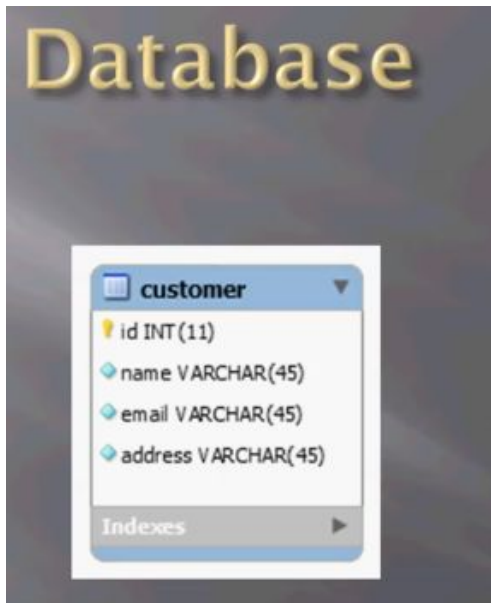 Database
customer
id INT(11)
name VARCHAR(45)
email VARCHAR(45)
address VARCHAR(45)
Indexes